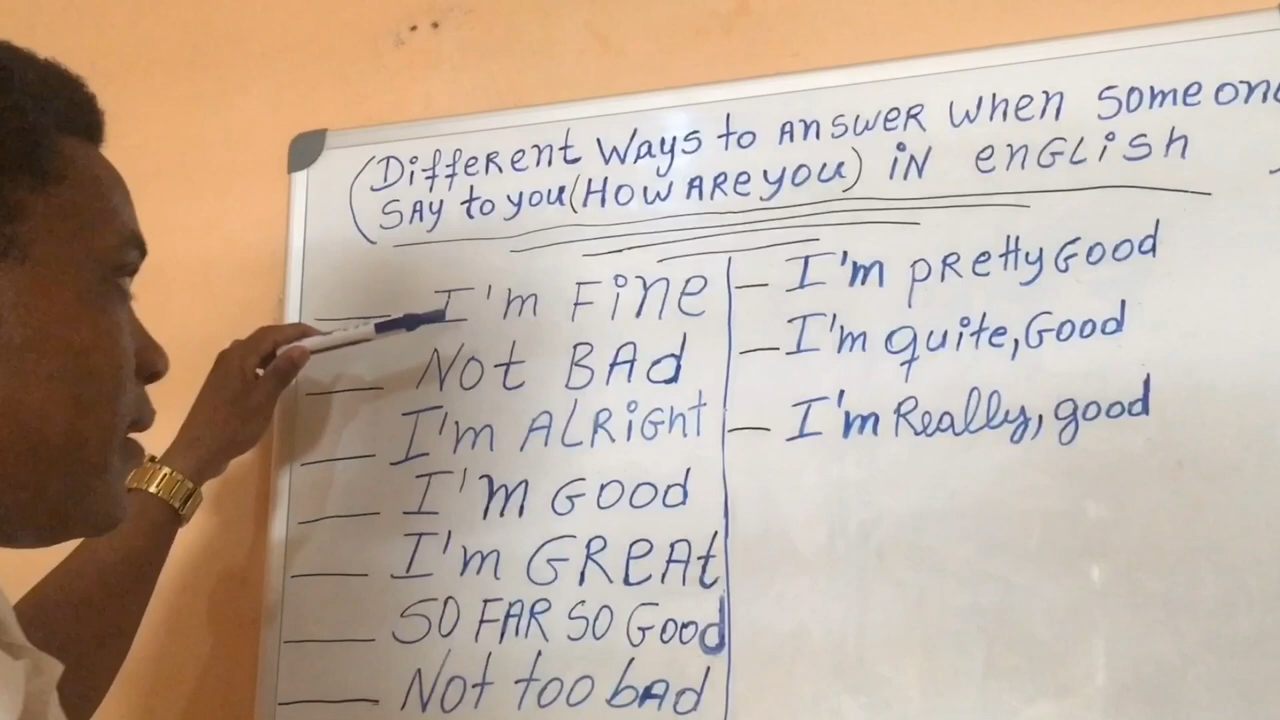 (Different Ways to ANSWER When Someone
SAY to you (HOW ARe you) iN enGLish
I'm Fine
Not BAd
I'm ALRiGht
I'm GOOd
I'm GREAt
SO FAR SO Good
Not too bAd
I'm pRetty Good
I'm quite, Good
I'm Really, good